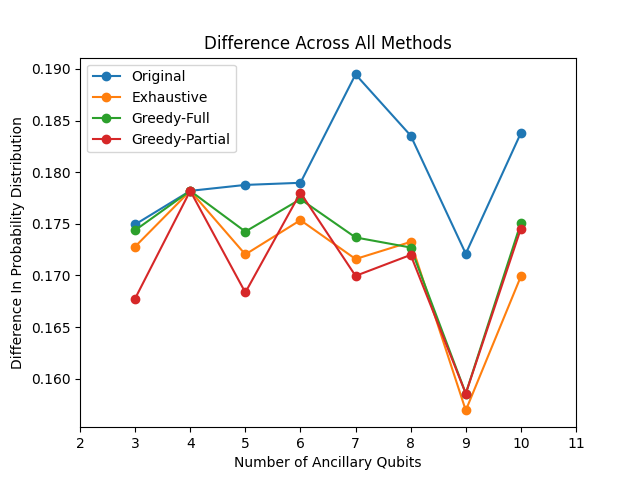 Difference Across All Methods
Original
Exhaustive
Greedy-Full
Greedy-Partial
Difference In Probability Distribution
0.190
0.185
0.180
0.175
0.170
0.165
0.160
2 3 4 5 6 7 8 9 10 11
Number of Ancillary Qubits